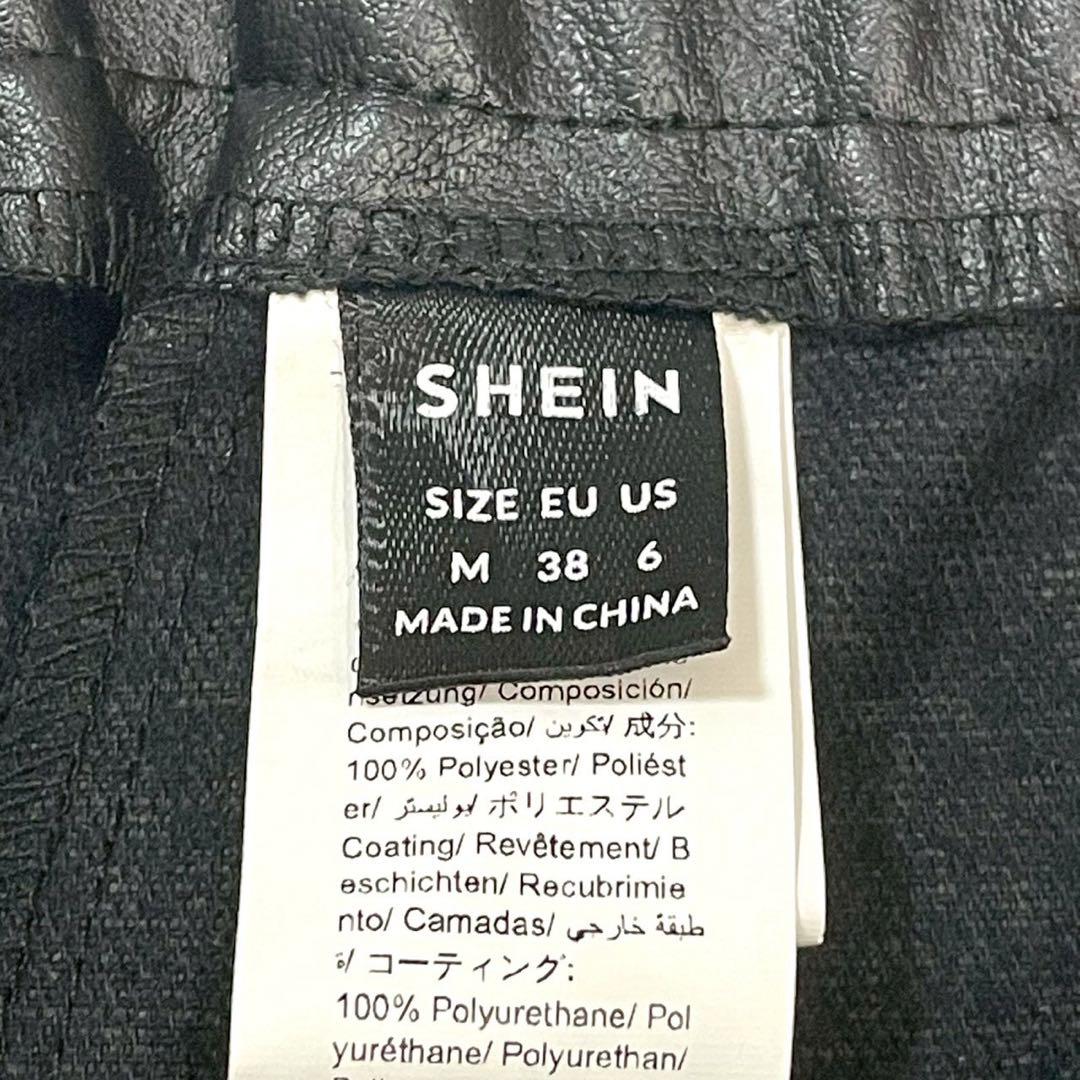 SHEIN
SIZE EU US
M 38 6
MADE IN CHINA
nsetzung/ Composición/
Composição/ التكوين/ 成分:
100% Polyester/ Poliést
er/ بوليستر/ ポリエステル
Coating/ Revêtement/ B
eschichten/ Recubrimie
nto/ Camadas/ طبقة خارجي
ة/ コーティング:
100% Polyurethane/ Pol
yuréthane/ Polyurethan/